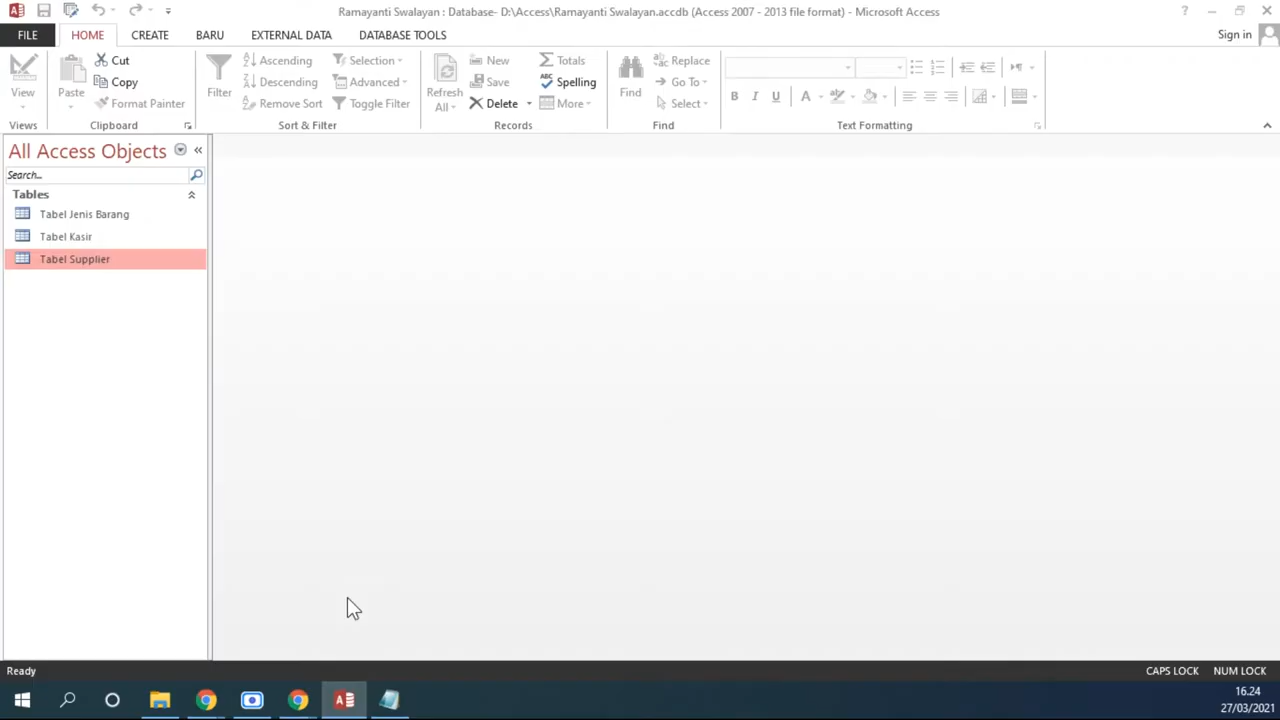 Ramayanti Swalayan : Database- D:\Access\Ramayanti Swalayan.accdb (Access 2007 - 2013 file format) - Microsoft Access
?
FILE HOME CREATE BARU EXTERNAL DATA DATABASE TOOLS Sign in
View
Views
Paste
Cut
Copy
Format Painter
Clipboard
Filter
Ascending
Descending
Remove Sort
Selection
Advanced
Toggle Filter
Sort & Filter
Refresh
All
New
Save
Delete
Totals
Spelling
More
Records
Find
Replace
Go To
Select
Find
B I U A
Text Formatting
All Access Objects
Search...
Tables
Tabel Jenis Barang
Tabel Kasir
Tabel Supplier
Ready CAPS LOCK NUM LOCK
16.24
27/03/2021